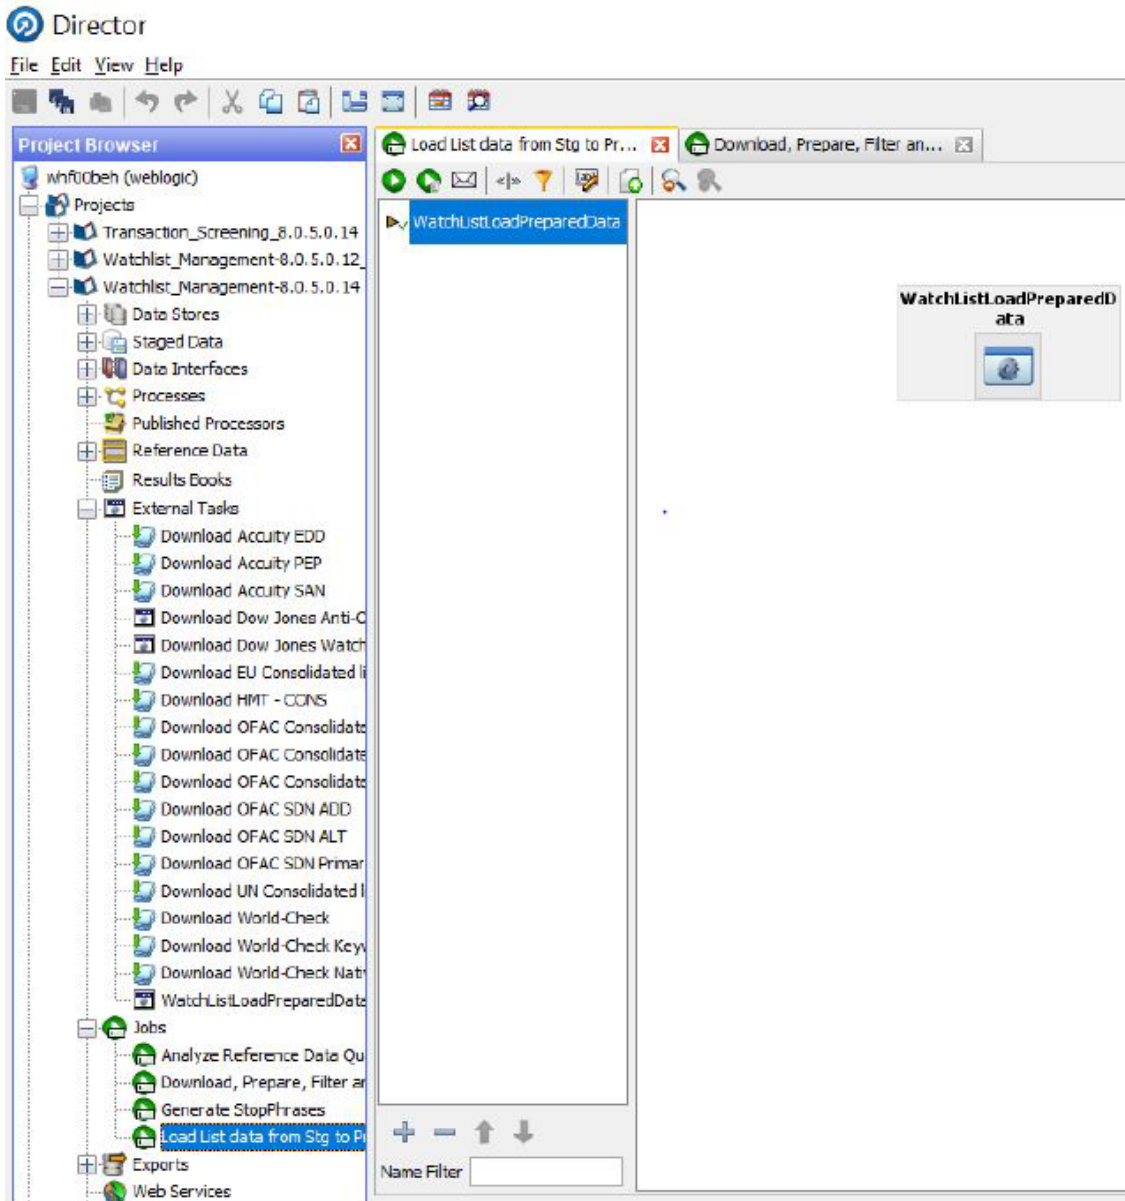 Director
File Edit View Help
Project Browser
Load List data from Stg to Pr...
Download, Prepare, Filter an...
whf00beh (weblogic)
Projects
Transaction_Screening_8.0.5.0.14
Watchlist_Management-8.0.5.0.12_
Watchlist_Management-8.0.5.0.14
Data Stores
Staged Data
Data Interfaces
Processes
Published Processors
Reference Data
Results Books
External Tasks
Download Accuity EDD
Download Accuity PEP
Download Accuity SAN
Download Dow Jones Anti-C
Download Dow Jones Watch
Download EU Consolidated li
Download HMT - CONS
Download OFAC Consolidate
Download OFAC Consolidate
Download OFAC Consolidate
Download OFAC SDN ADD
Download OFAC SDN ALT
Download OFAC SDN Primar
Download UN Consolidated l
Download World-Check
Download World-Check Keyw
Download World-Check Nativ
WatchListLoadPreparedData
Jobs
Analyze Reference Data Qu
Download, Prepare, Filter an
Generate StopPhrases
Load List data from Stg to Pr
Exports
Web Services
WatchListLoadPreparedData
Name Filter
WatchListLoadPreparedD
ata